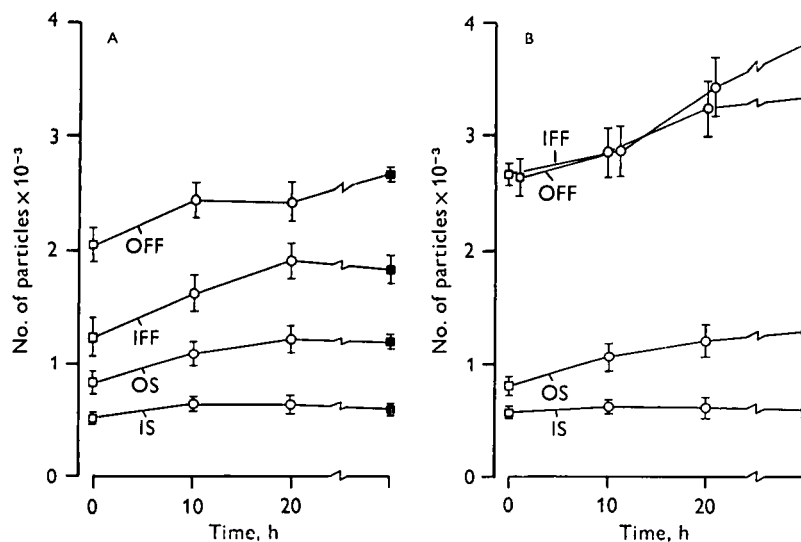 A
No. of particles × 10⁻³
4
3
2
1
0
OFF
IFF
OS
IS
0
10
20
Time, h
B
No. of particles × 10⁻³
4
3
2
1
0
IFF
OFF
OS
IS
0
10
20
Time, h